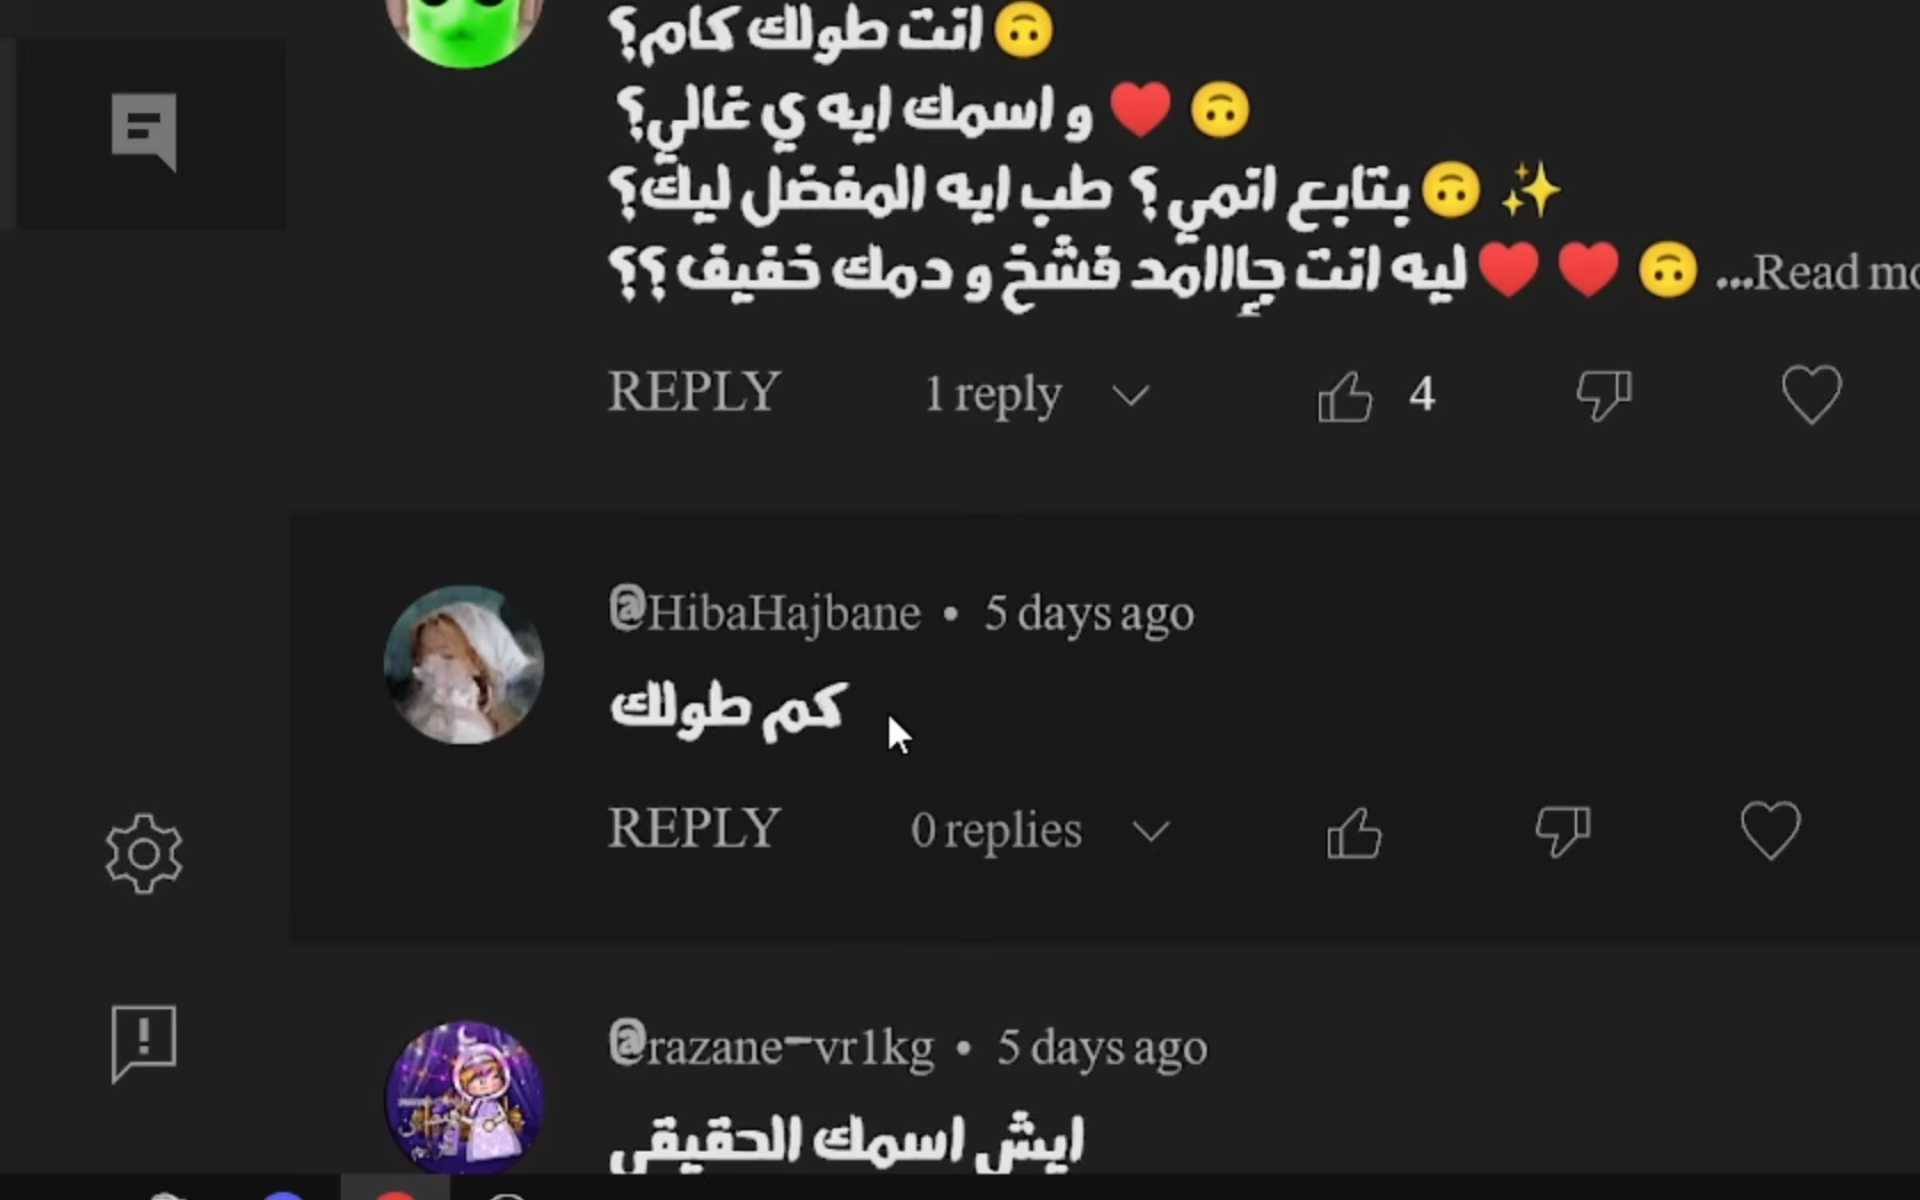 🙃انت طولك كام؟
🙃 ❤️ و اسمك ايه ي غالي؟
✨ 🙃بتابع انمي؟ طب ايه المفضل ليك؟
🙃 ❤️ ❤️ليه انت جااامد فشخ و دمك خفيف؟؟ ...Read mo
REPLY 1 reply 4
@HibaHajbane • 5 days ago
كم طولك
REPLY 0 replies
@razane-vr1kg • 5 days ago
ايش اسمك الحقيقي